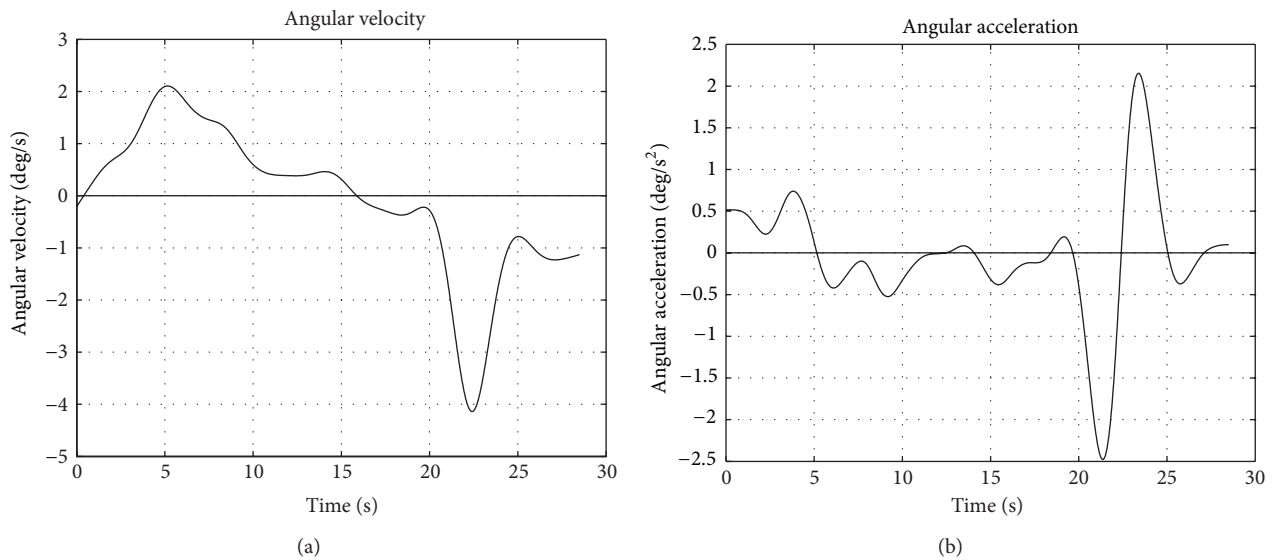 Angular velocity
3
2
1
0
−1
−2
−3
−4
−5
Angular velocity (deg/s)
0 5 10 15 20 25 30
Time (s)
(a)
Angular acceleration
2.5
2
1.5
1
0.5
0
−0.5
−1
−1.5
−2
−2.5
Angular acceleration (deg/s²)
0 5 10 15 20 25 30
Time (s)
(b)